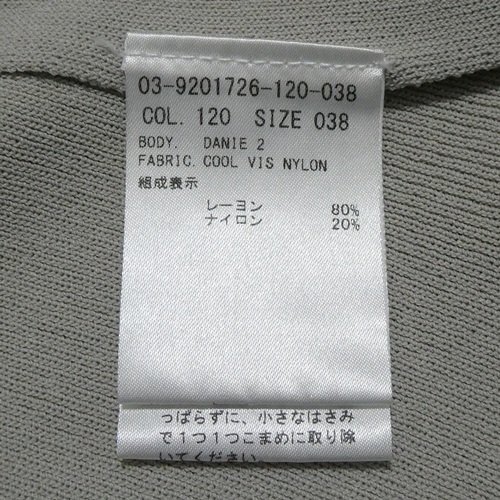 03-9201726-120-038
COL. 120 SIZE 038
BODY. DANIE 2
FABRIC. COOL VIS NYLON
組成表示
レーヨン 80%
ナイロン 20%
っぱらずに、小さなはさみ
で1つ1つこまめに取り除
いてください。